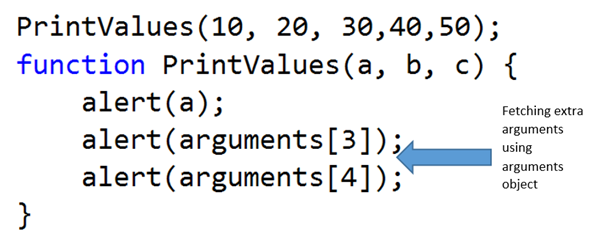 PrintValues(10, 20, 30,40,50);
function PrintValues(a, b, c) {
    alert(a);
    alert(arguments[3]);
    alert(arguments[4]);
}
Fetching extra
arguments
using
arguments
object